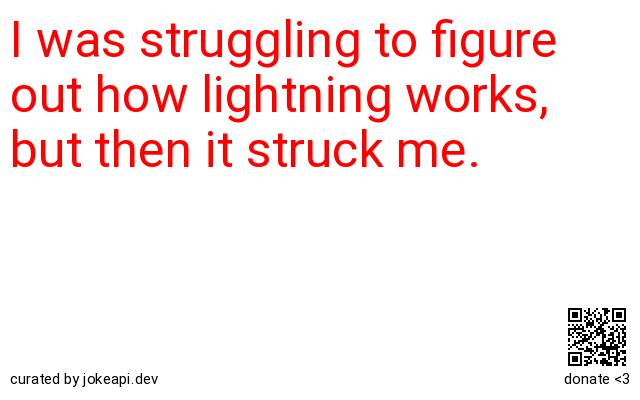 I was struggling to figure
out how lightning works,
but then it struck me.
curated by jokeapi.dev
donate <3